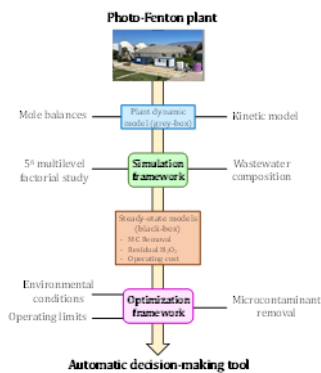 Photo-Fenton plant
Mole balances
Plant dynamic
model (grey-box)
Kinetic model
5⁶ multilevel
factorial study
Simulation
framework
Wastewater
composition
Steady-state models
(black-box)
- MC Removal
- Residual H₂O₂
- Operating cost
Environmental
conditions
Operating limits
Optimization
framework
Microcontaminant
removal
Automatic decision-making tool